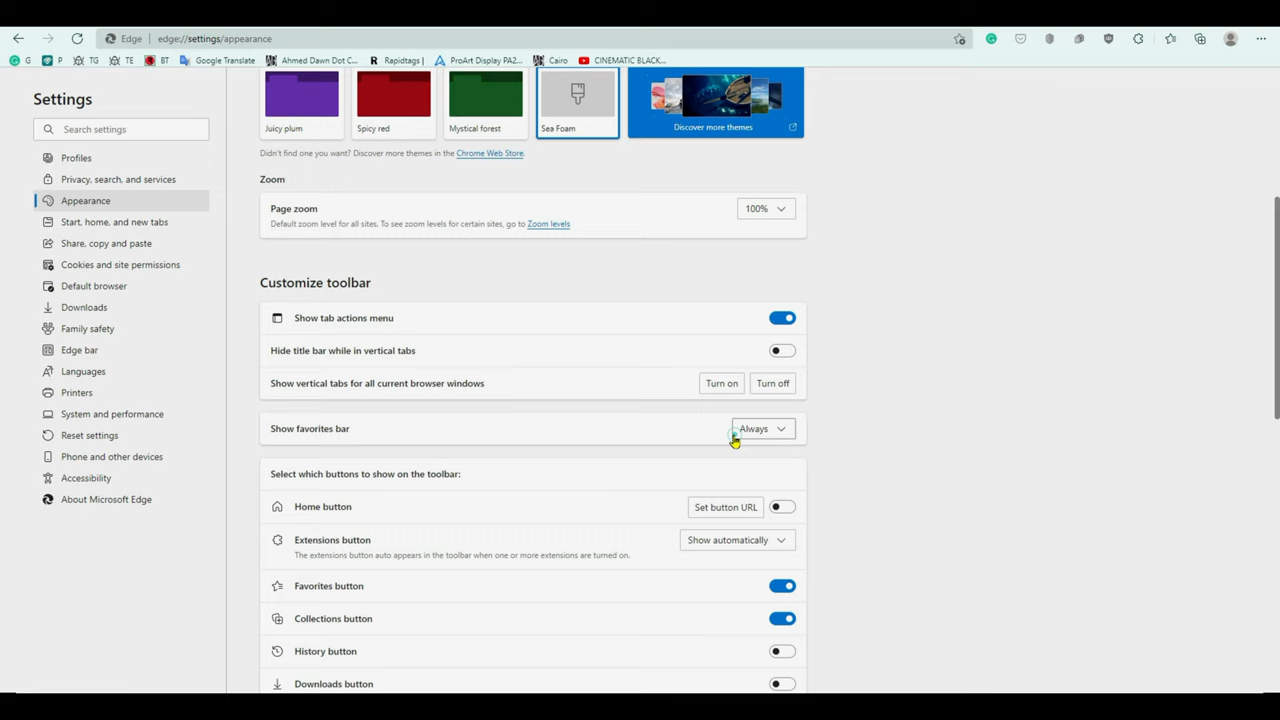 Edge edge://settings/appearance
G P TG TE BT Google Translate Ahmed Dawn Dot C... Rapidtags | ProArt Display PA2... Cairo CINEMATIC BLACK...
Settings
Search settings
Profiles
Privacy, search, and services
Appearance
Start, home, and new tabs
Share, copy and paste
Cookies and site permissions
Default browser
Downloads
Family safety
Edge bar
Languages
Printers
System and performance
Reset settings
Phone and other devices
Accessibility
About Microsoft Edge
Juicy plum Spicy red Mystical forest Sea Foam Discover more themes
Didn't find one you want? Discover more themes in the Chrome Web Store.
Zoom
Page zoom 100%
Default zoom level for all sites. To see zoom levels for certain sites, go to Zoom levels
Customize toolbar
Show tab actions menu
Hide title bar while in vertical tabs
Show vertical tabs for all current browser windows Turn on Turn off
Show favorites bar Always
Select which buttons to show on the toolbar:
Home button Set button URL
Extensions button Show automatically
The extensions button auto appears in the toolbar when one or more extensions are turned on.
Favorites button
Collections button
History button
Downloads button